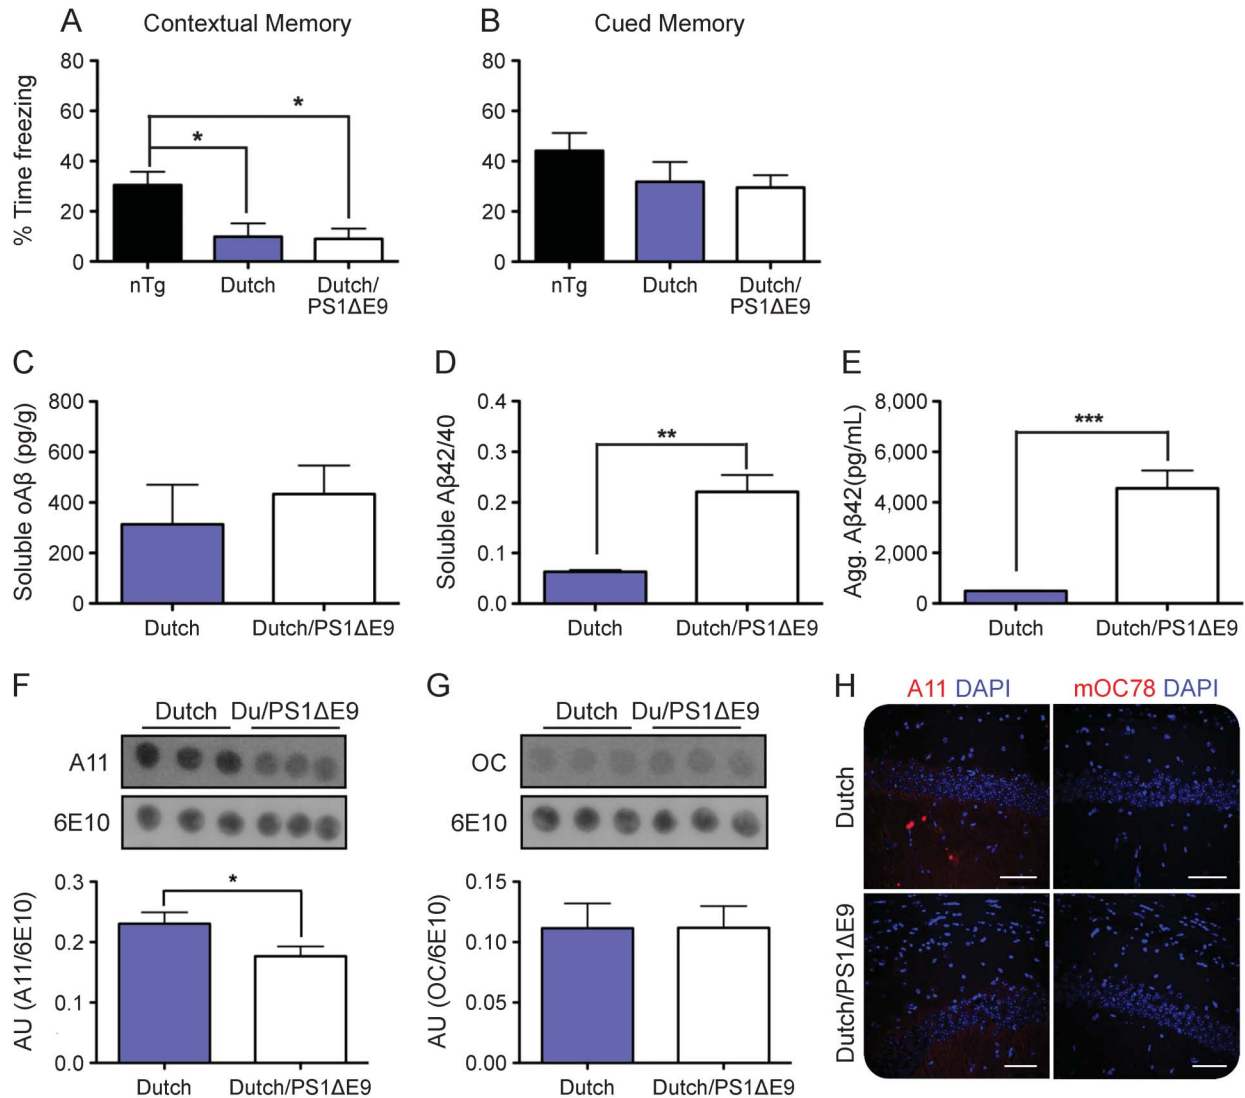 A Contextual Memory
% Time freezing
80
60
40
20
0
*
*
nTg Dutch Dutch/
PS1ΔE9
B Cued Memory
80
60
40
20
0
nTg Dutch Dutch/
PS1ΔE9
C
Soluble oAβ (pg/g)
800
600
400
200
0
Dutch Dutch/PS1ΔE9
D
Soluble Aβ42/40
0.4
0.3
0.2
0.1
0.0
**
Dutch Dutch/PS1ΔE9
E
Agg. Aβ42(pg/mL)
8,000
6,000
4,000
2,000
0
***
Dutch Dutch/PS1ΔE9
F
Dutch Du/PS1ΔE9
A11
6E10
AU (A11/6E10)
0.3
0.2
0.1
0.0
*
Dutch Dutch/PS1ΔE9
G
Dutch Du/PS1ΔE9
OC
6E10
AU (OC/6E10)
0.15
0.10
0.05
0.00
Dutch Dutch/PS1ΔE9
H A11 DAPI mOC78 DAPI
Dutch
Dutch/PS1ΔE9